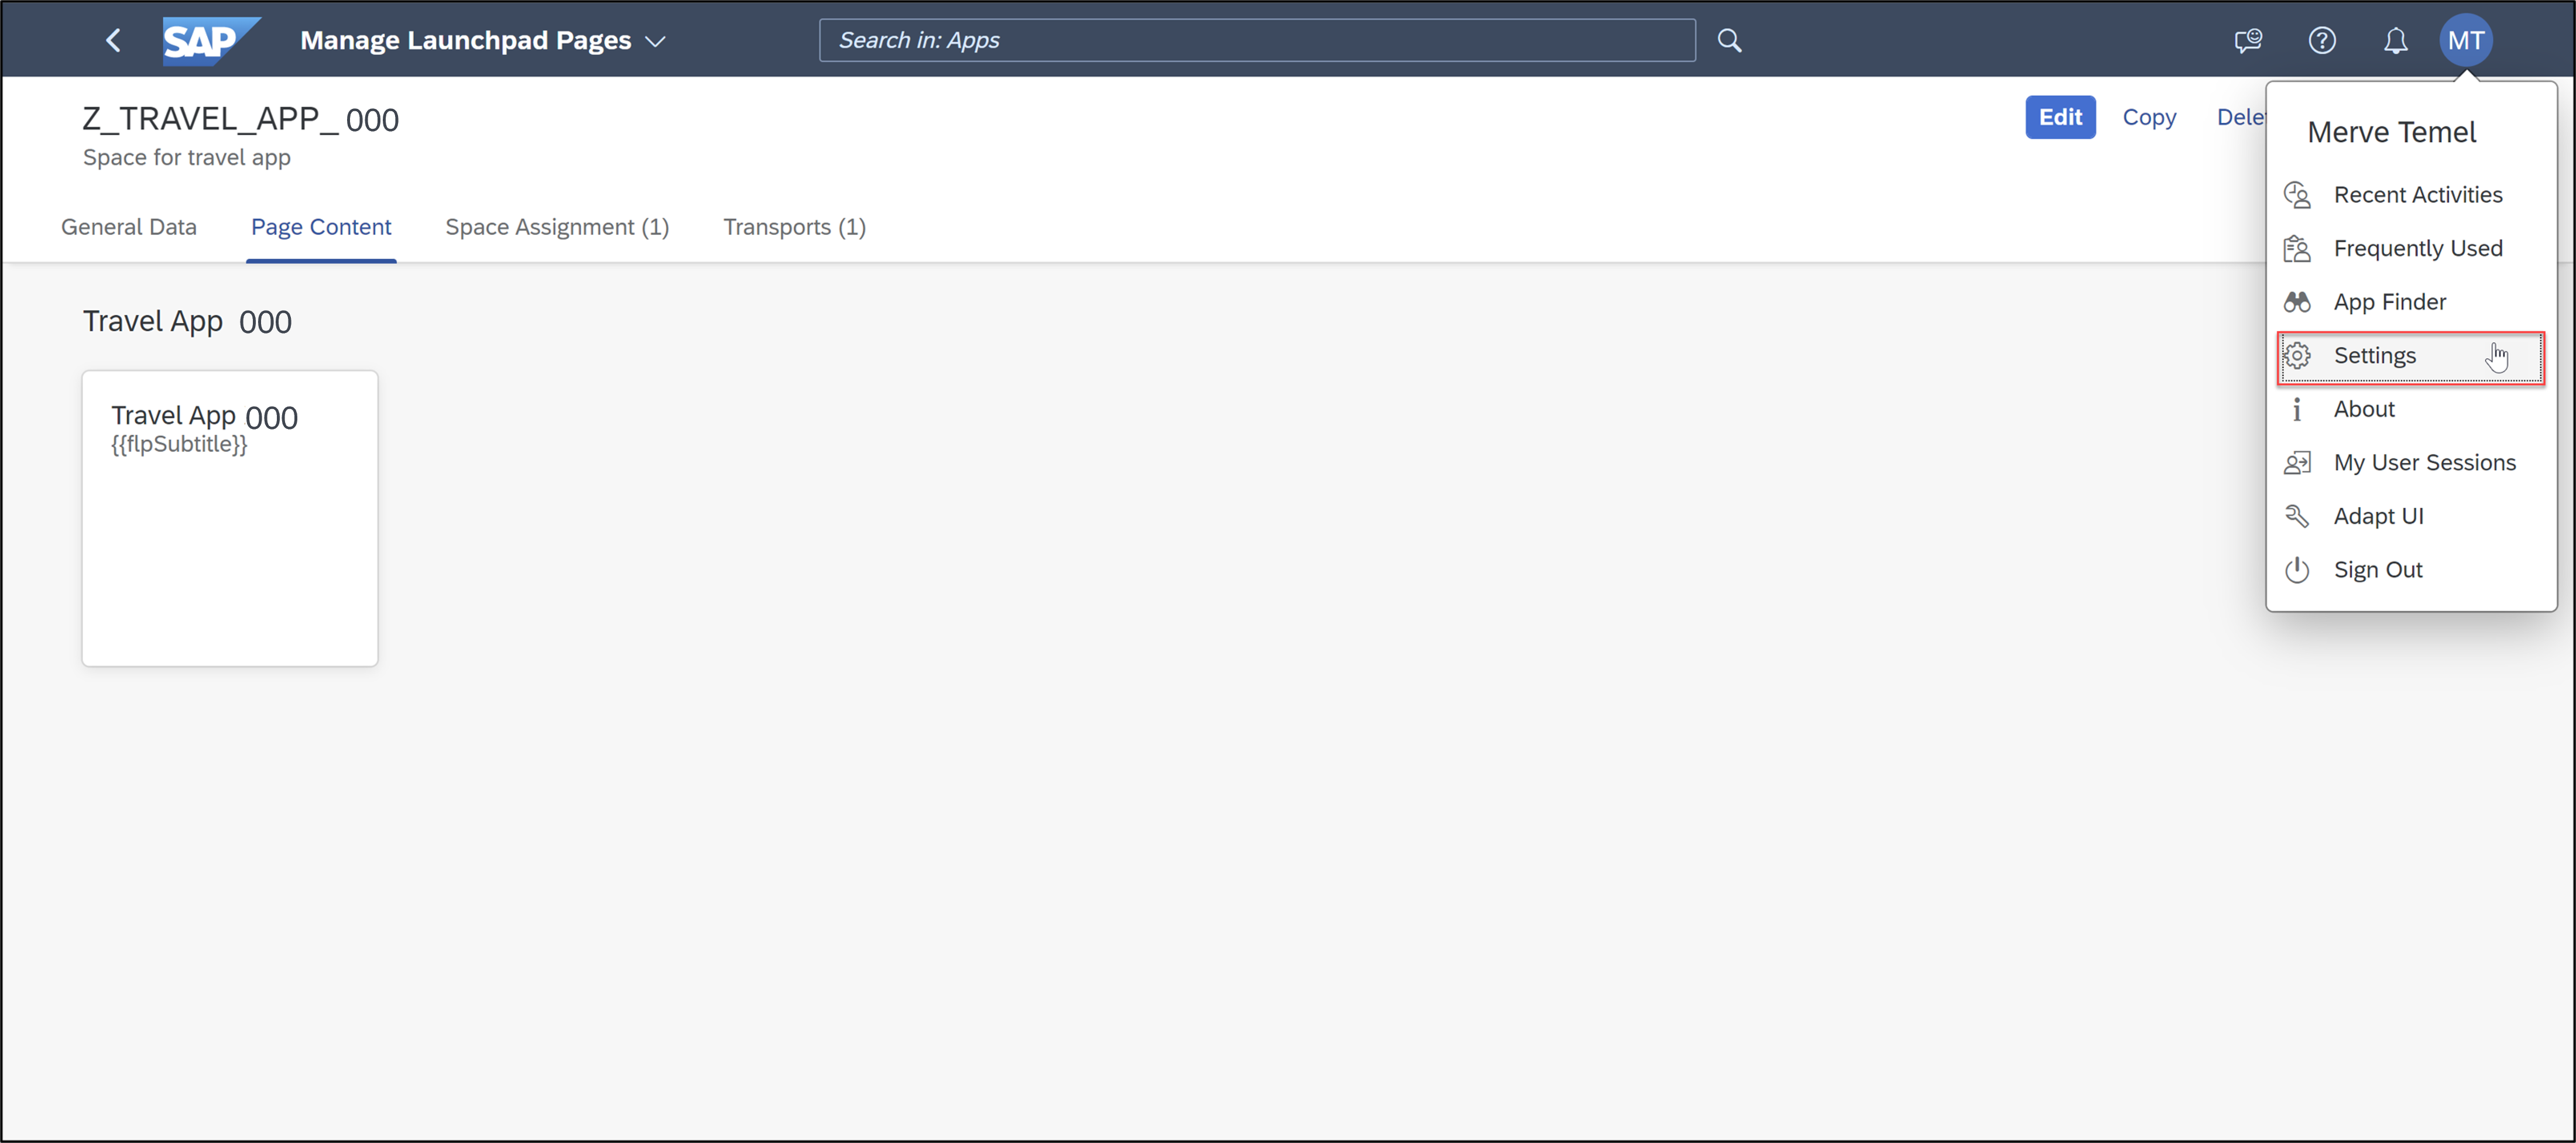 SAP Manage Launchpad Pages Search in: Apps MT
Z_TRAVEL_APP_ 000
Space for travel app
Edit Copy Dele
General Data Page Content Space Assignment (1) Transports (1)
Travel App 000
Travel App 000
{{flpSubtitle}}
Merve Temel
Recent Activities
Frequently Used
App Finder
Settings
About
My User Sessions
Adapt UI
Sign Out